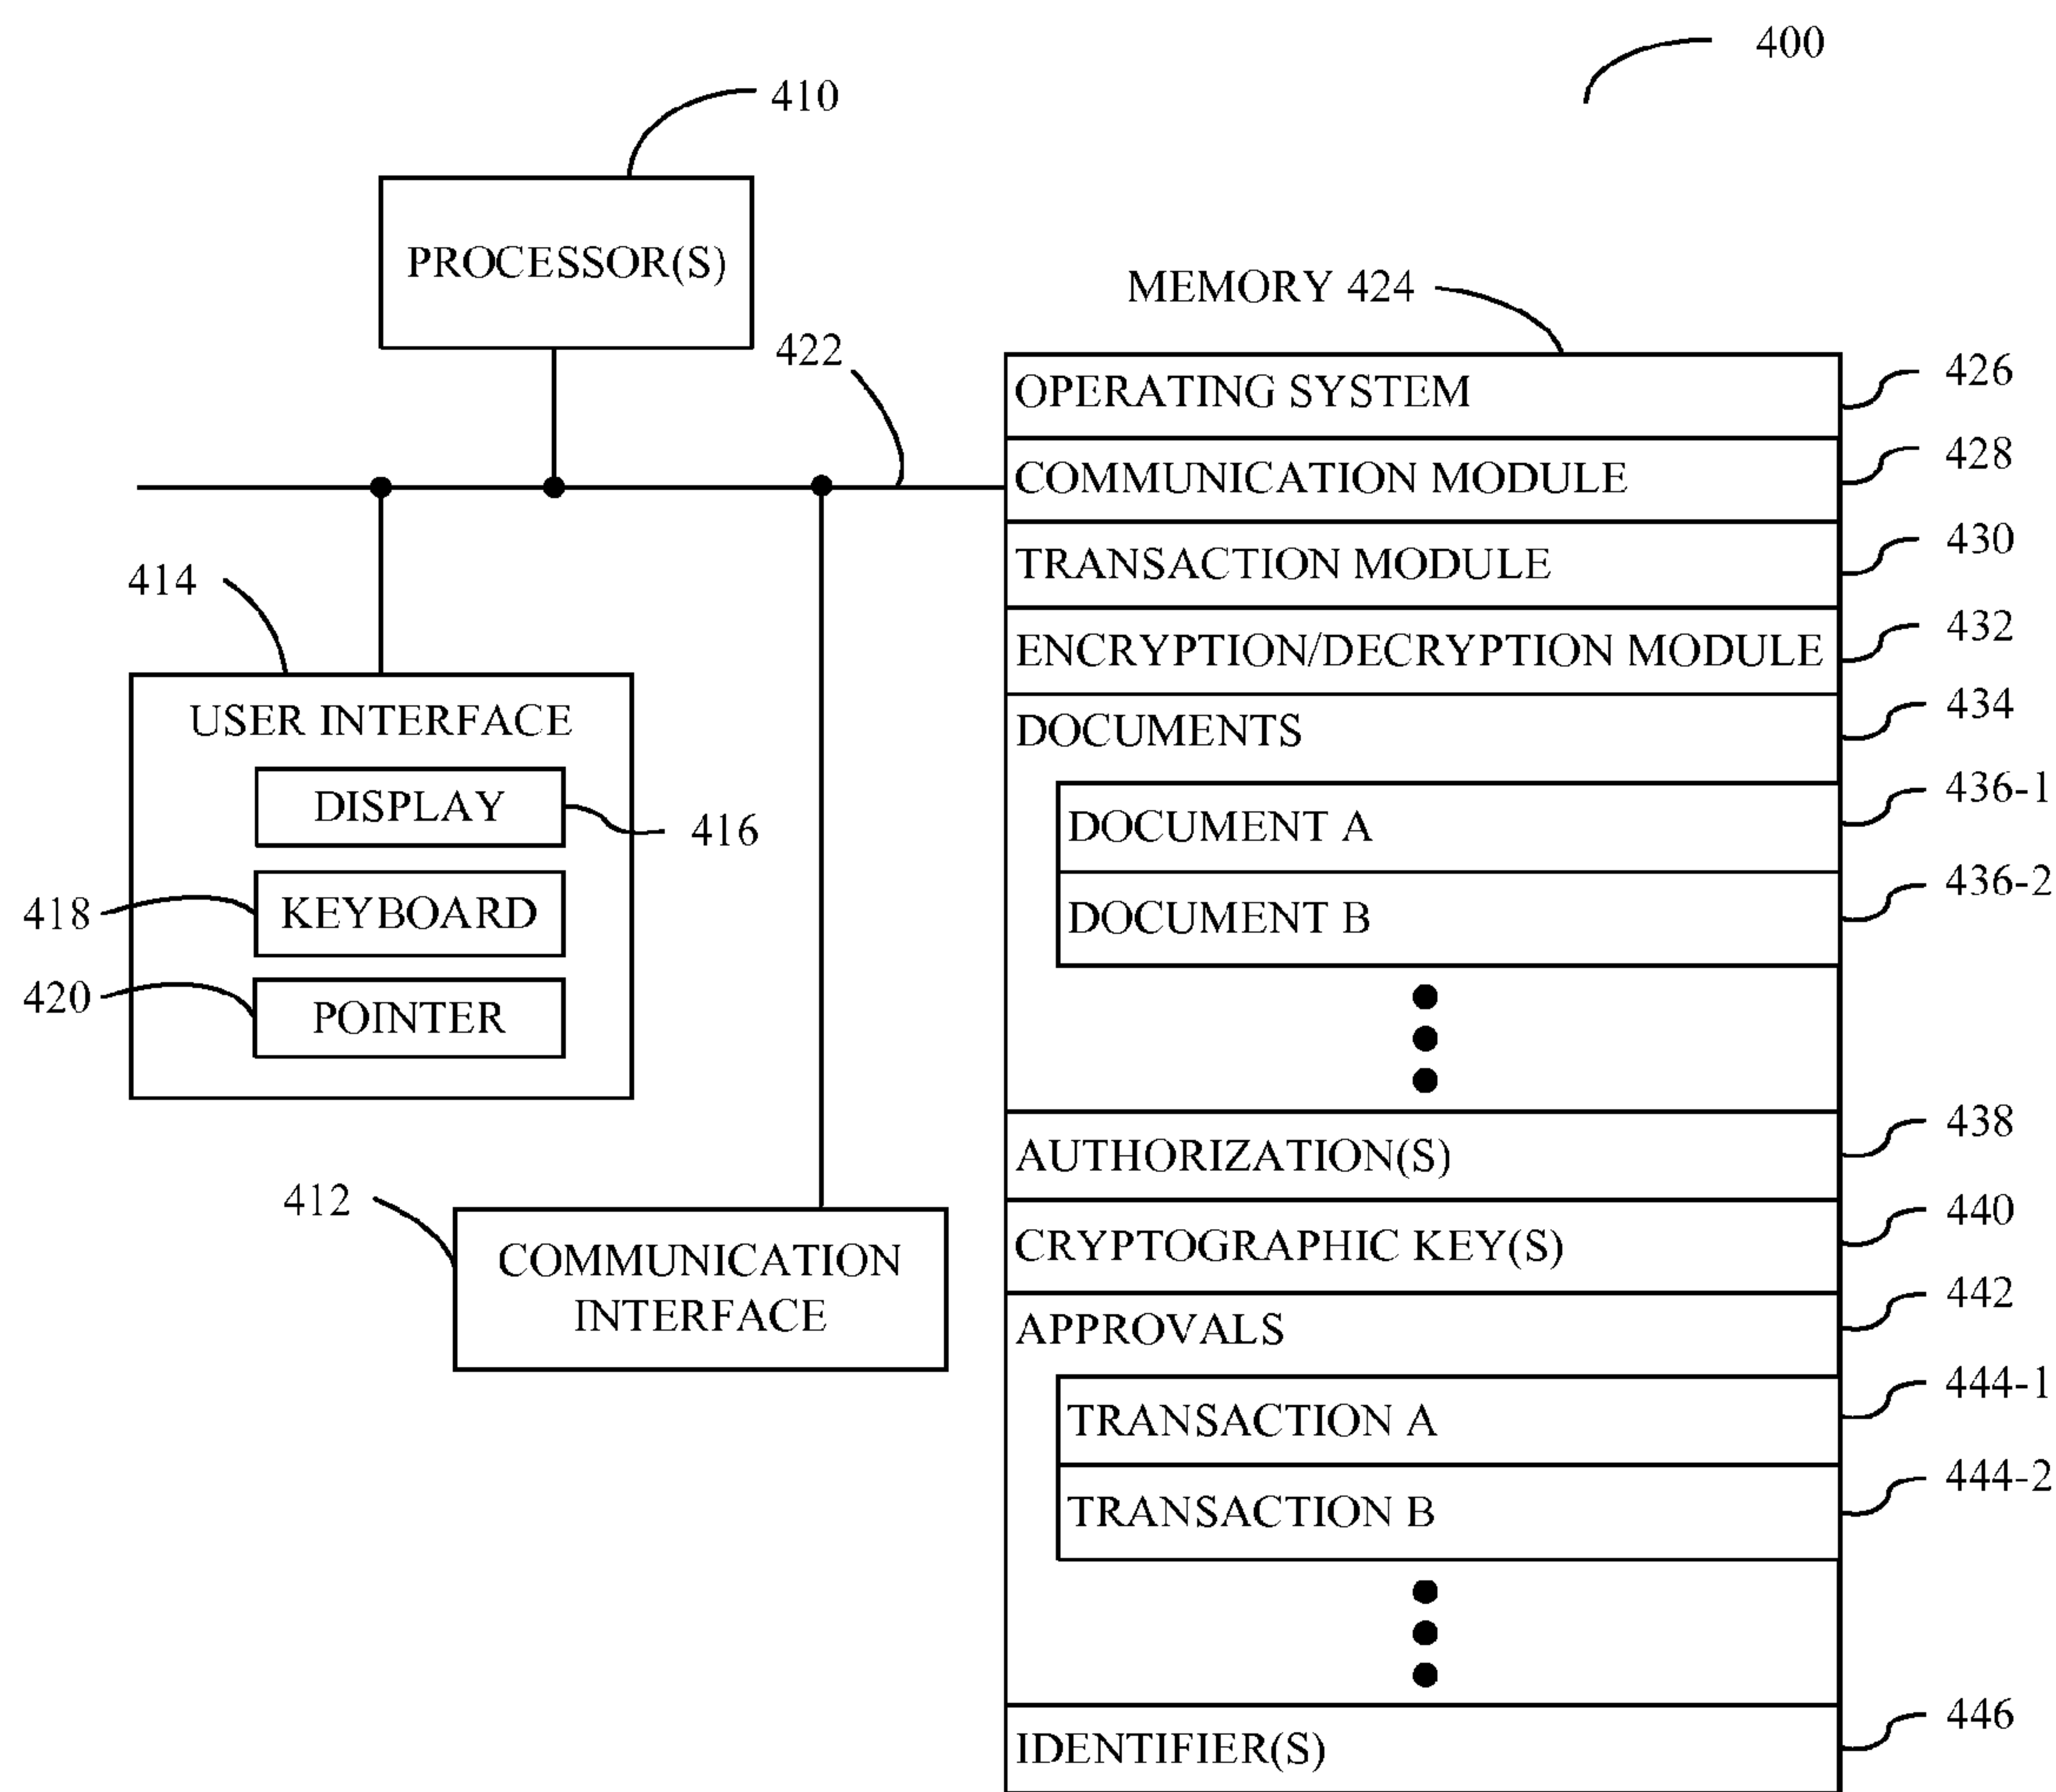 400
410
PROCESSOR(S)
422
414
USER INTERFACE
DISPLAY
416
418
KEYBOARD
420
POINTER
412
COMMUNICATION
INTERFACE
MEMORY 424
OPERATING SYSTEM
426
COMMUNICATION MODULE
428
TRANSACTION MODULE
430
ENCRYPTION/DECRYPTION MODULE
432
DOCUMENTS
434
DOCUMENT A
436-1
DOCUMENT B
436-2
AUTHORIZATION(S)
438
CRYPTOGRAPHIC KEY(S)
440
APPROVALS
442
TRANSACTION A
444-1
TRANSACTION B
444-2
IDENTIFIER(S)
446